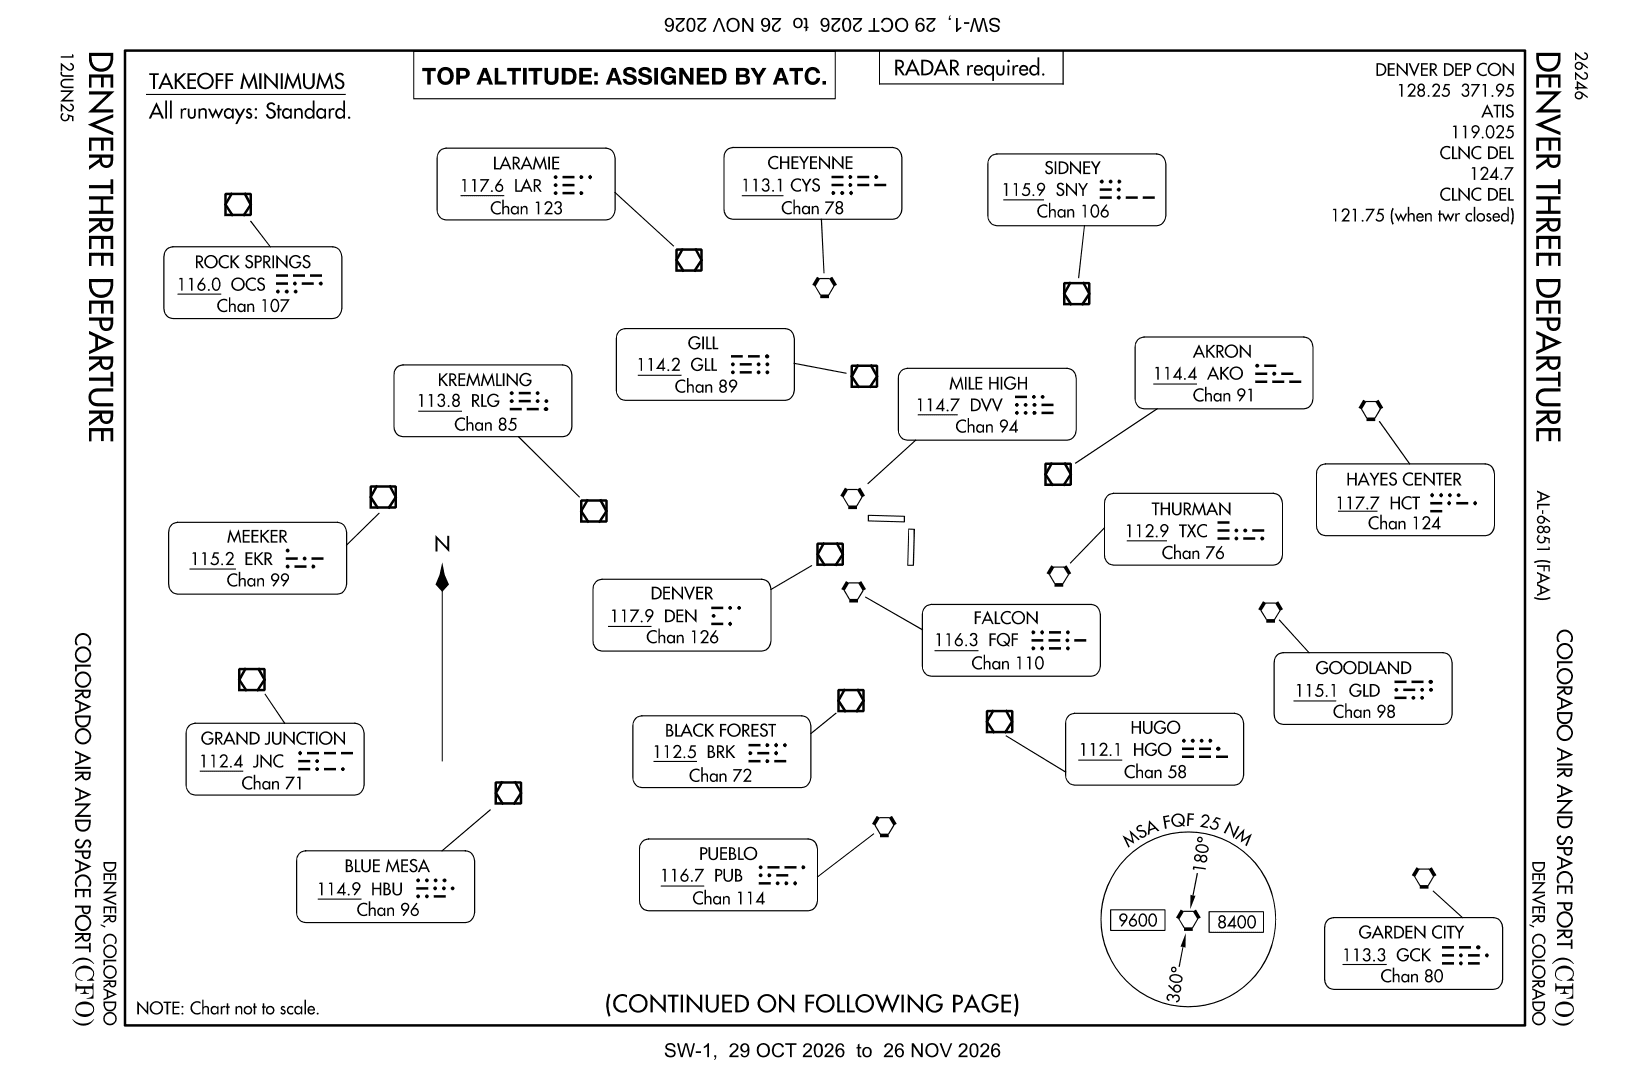 SW-1, 29 OCT 2026 to 26 NOV 2026
DENVER THREE DEPARTURE
12JUN25
TAKEOFF MINIMUMS
All runways: Standard.
TOP ALTITUDE: ASSIGNED BY ATC.
RADAR required.
DENVER DEP CON
128.25 371.95
ATIS
119.025
CLNC DEL
124.7
CLNC DEL
121.75 (when twr closed)
26246
DENVER THREE DEPARTURE
AL-6851 (FAA)
LARAMIE
117.6 LAR
Chan 123
CHEYENNE
113.1 CYS
Chan 78
SIDNEY
115.9 SNY
Chan 106
ROCK SPRINGS
116.0 OCS
Chan 107
GILL
114.2 GLL
Chan 89
AKRON
114.4 AKO
Chan 91
KREMMLING
113.8 RLG
Chan 85
MILE HIGH
114.7 DVV
Chan 94
HAYES CENTER
117.7 HCT
Chan 124
THURMAN
112.9 TXC
Chan 76
MEEKER
115.2 EKR
Chan 99
N
DENVER
117.9 DEN
Chan 126
FALCON
116.3 FQF
Chan 110
GOODLAND
115.1 GLD
Chan 98
GRAND JUNCTION
112.4 JNC
Chan 71
BLACK FOREST
112.5 BRK
Chan 72
HUGO
112.1 HGO
Chan 58
BLUE MESA
114.9 HBU
Chan 96
PUEBLO
116.7 PUB
Chan 114
MSA FQF 25 NM
180°
9600
8400
360°
GARDEN CITY
113.3 GCK
Chan 80
NOTE: Chart not to scale.
(CONTINUED ON FOLLOWING PAGE)
COLORADO AIR AND SPACE PORT (CFO)
DENVER, COLORADO
COLORADO AIR AND SPACE PORT (CFO)
DENVER, COLORADO
SW-1, 29 OCT 2026 to 26 NOV 2026